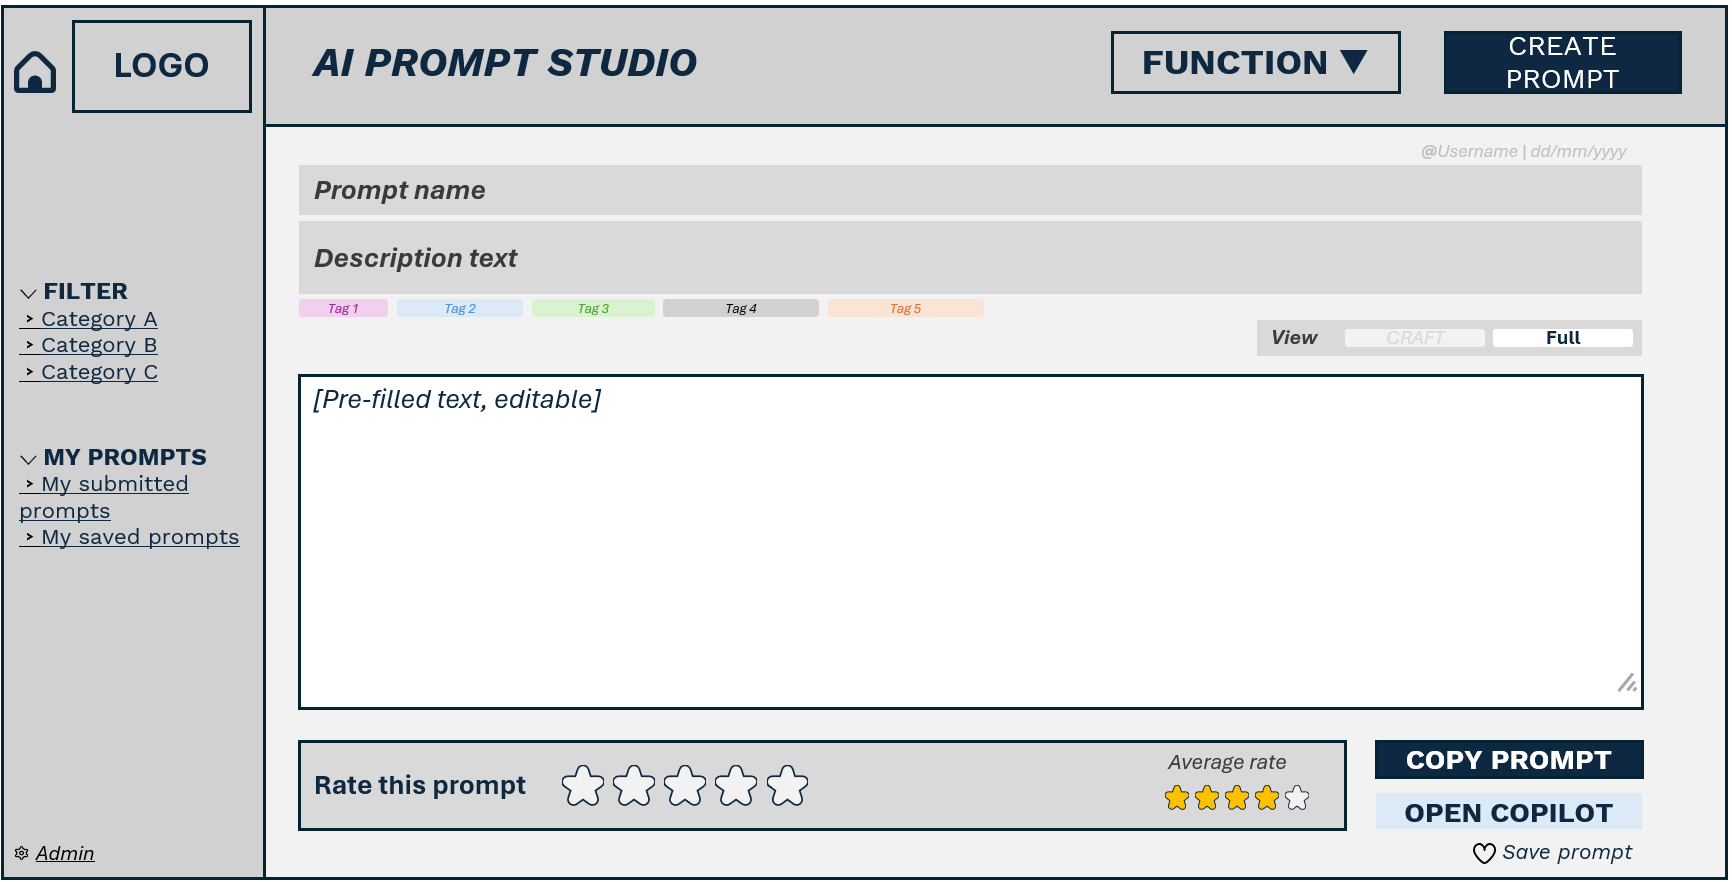 LOGO
AI PROMPT STUDIO
FUNCTION ▼
CREATE
PROMPT
@Username | dd/mm/yyyy
Prompt name
Description text
Tag 1
Tag 2
Tag 3
Tag 4
Tag 5
View
CRAFT
Full
[Pre-filled text, editable]
FILTER
> Category A
> Category B
> Category C
MY PROMPTS
> My submitted
prompts
> My saved prompts
Rate this prompt
Average rate
COPY PROMPT
OPEN COPILOT
Save prompt
Admin